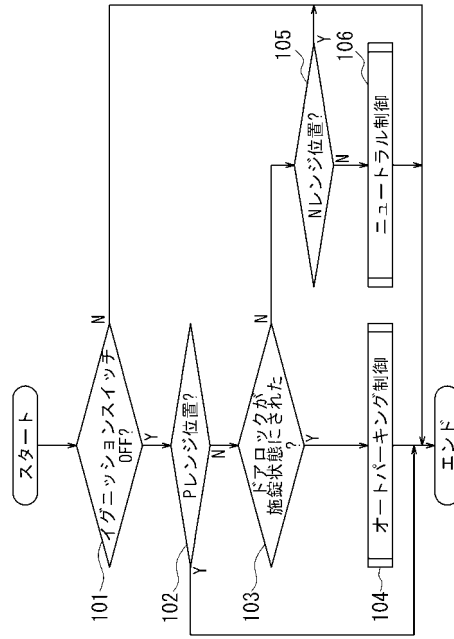 スタート
101
イグニッションスイッチ
OFF?
N
Y
102
Pレンジ位置?
Y
N
103
ドアロックが
施錠状態にされた
?
N
Y
105
Nレンジ位置?
Y
N
104
オートパーキング制御
106
ニュートラル制御
エンド